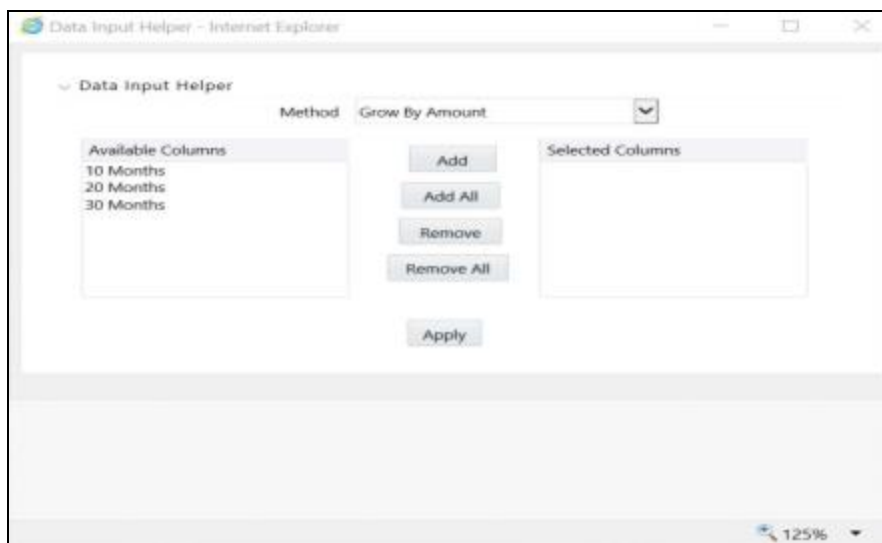 Data Input Helper - Internet Explorer
Data Input Helper
Method Grow By Amount
Available Columns
10 Months
20 Months
30 Months
Add
Add All
Remove
Remove All
Selected Columns
Apply
125%